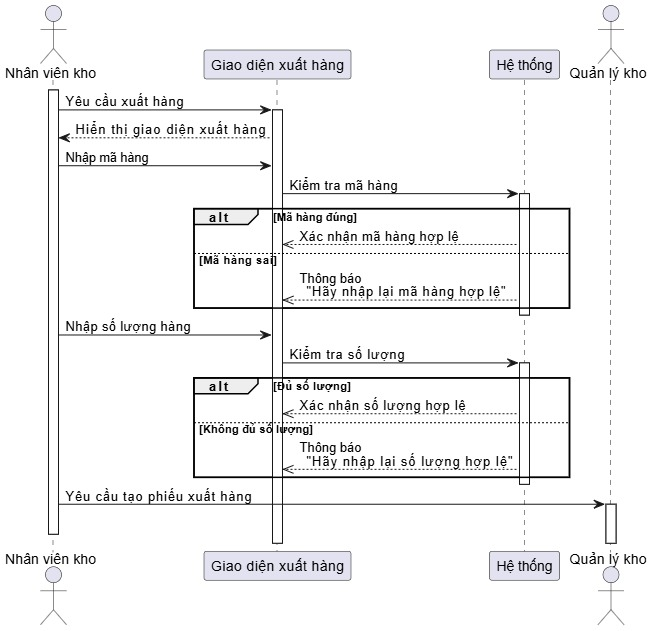 Nhân viên kho
Giao diện xuất hàng
Hệ thống
Quản lý kho
Yêu cầu xuất hàng
Hiển thị giao diện xuất hàng
Nhập mã hàng
Kiểm tra mã hàng
alt
[Mã hàng đúng]
Xác nhận mã hàng hợp lệ
[Mã hàng sai]
Thông báo
"Hãy nhập lại mã hàng hợp lệ"
Nhập số lượng hàng
Kiểm tra số lượng
alt
[Đủ số lượng]
Xác nhận số lượng hợp lệ
[Không đủ số lượng]
Thông báo
"Hãy nhập lại số lượng hợp lệ"
Yêu cầu tạo phiếu xuất hàng
Nhân viên kho
Giao diện xuất hàng
Hệ thống
Quản lý kho